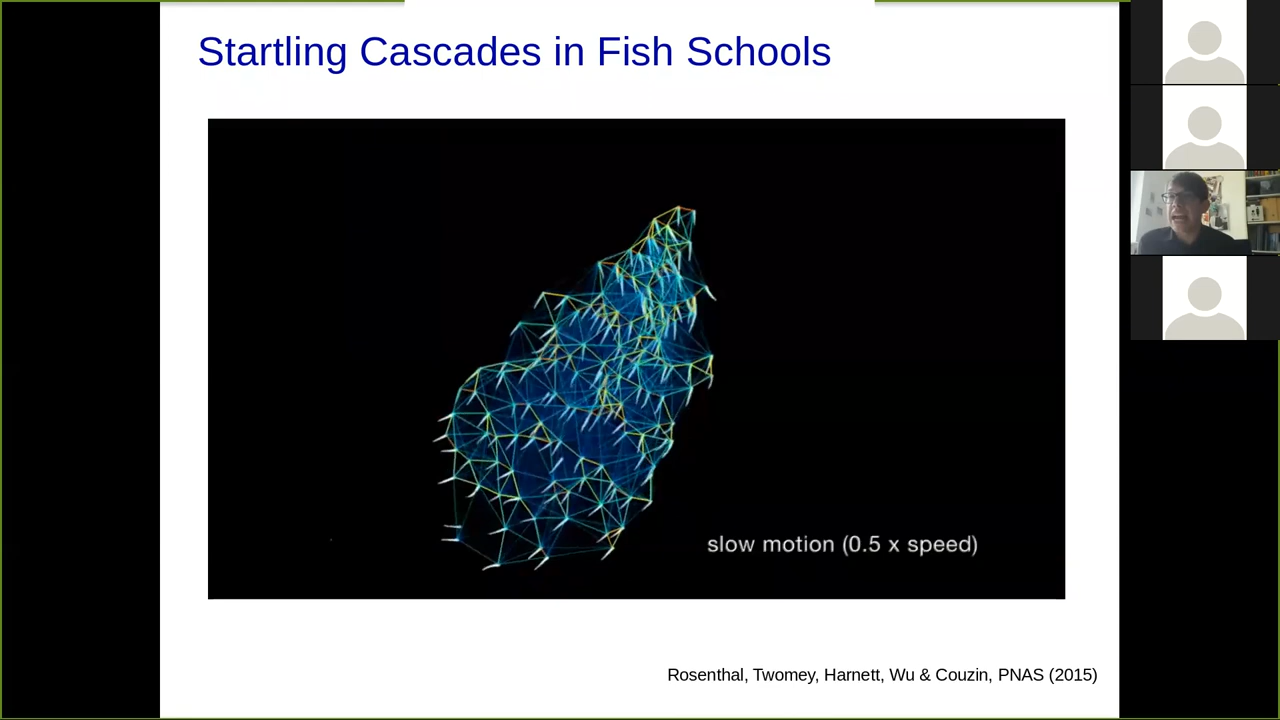 Startling Cascades in Fish Schools
slow motion (0.5 x speed)
Rosenthal, Twomey, Harnett, Wu & Couzin, PNAS (2015)